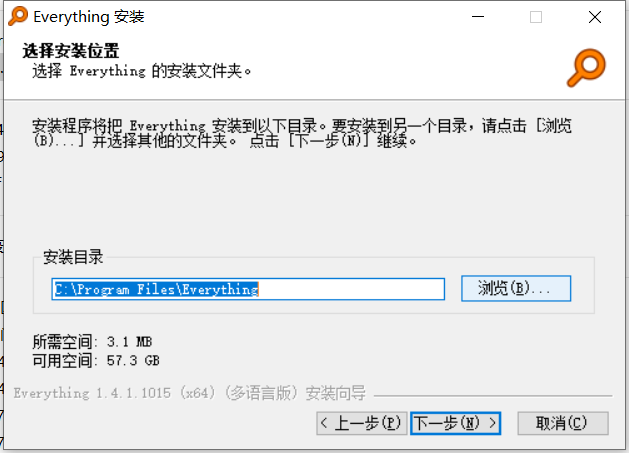 Everything 安装
选择安装位置
选择 Everything 的安装文件夹。
安装程序将把 Everything 安装到以下目录。要安装到另一个目录，请点击 [浏览
(B)...] 并选择其他的文件夹。 点击 [下一步(N)] 继续。
安装目录
C:\Program Files\Everything
浏览(B)...
所需空间: 3.1 MB
可用空间: 57.3 GB
Everything 1.4.1.1015 (x64) (多语言版) 安装向导
< 上一步(P)
下一步(N) >
取消(C)